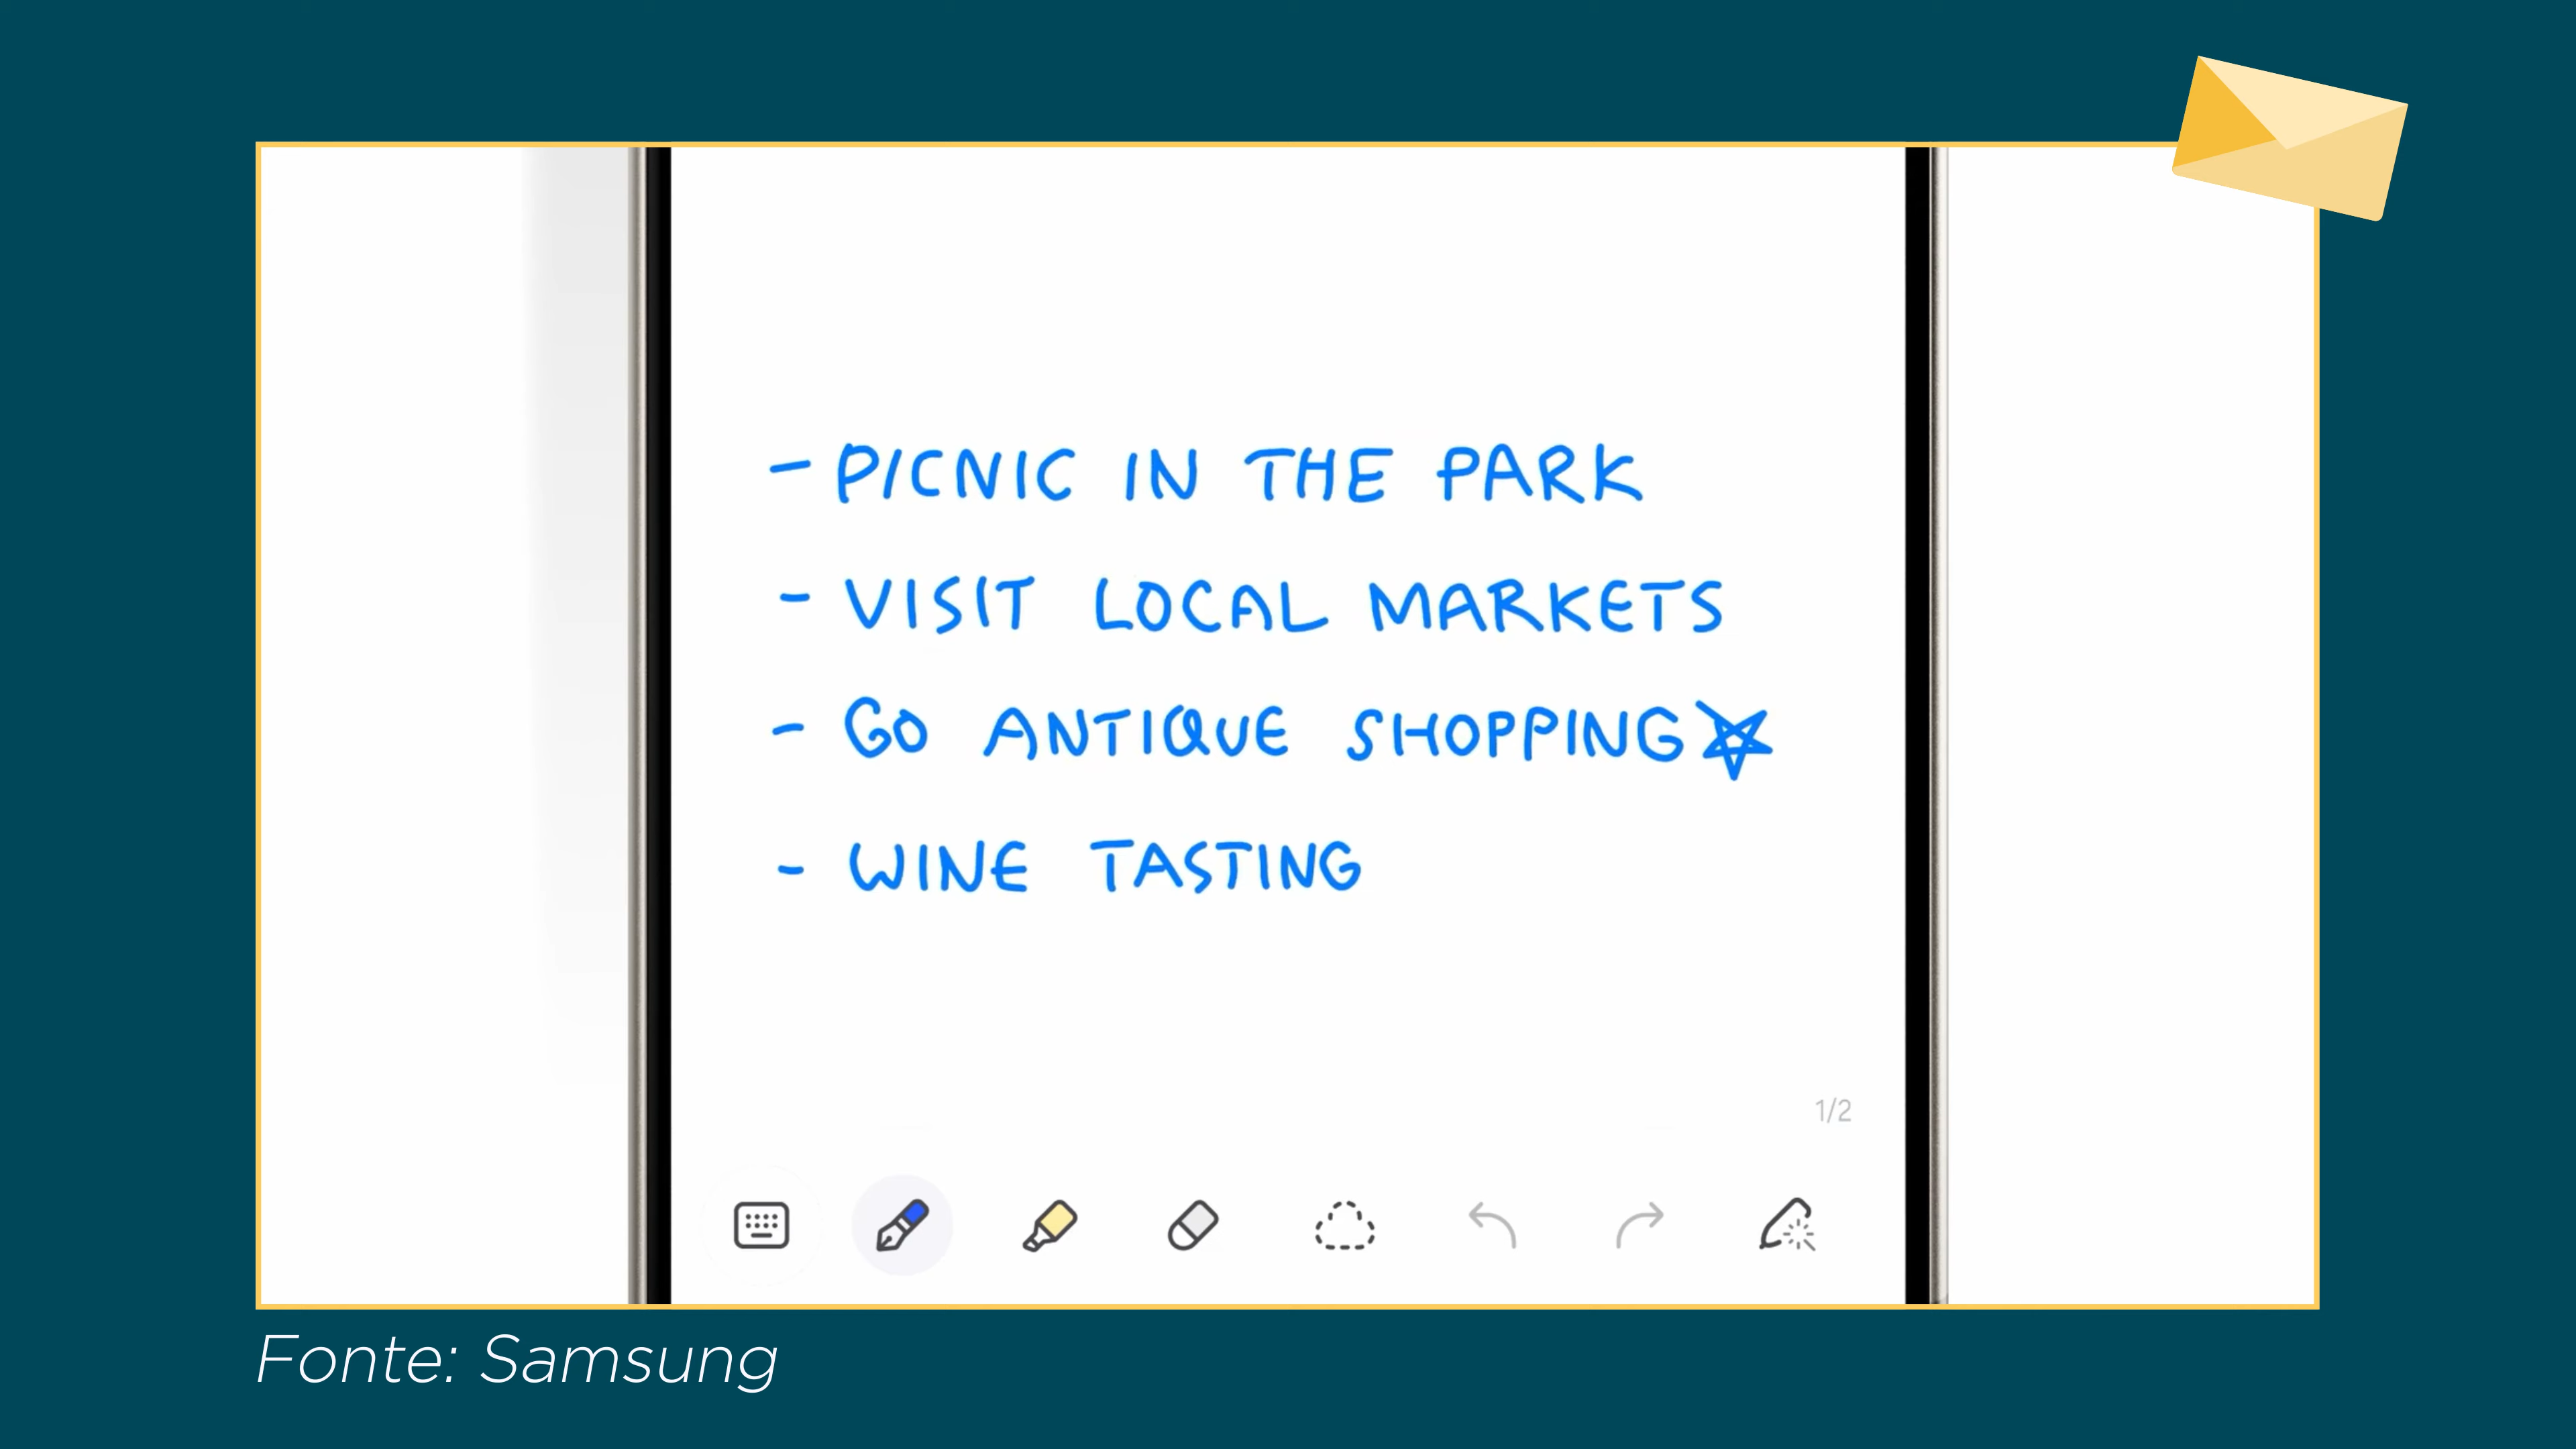 - PICNIC IN THE PARK
- VISIT LOCAL MARKETS
- GO ANTIQUE SHOPPING
- WINE TASTING
1/2
Fonte: Samsung